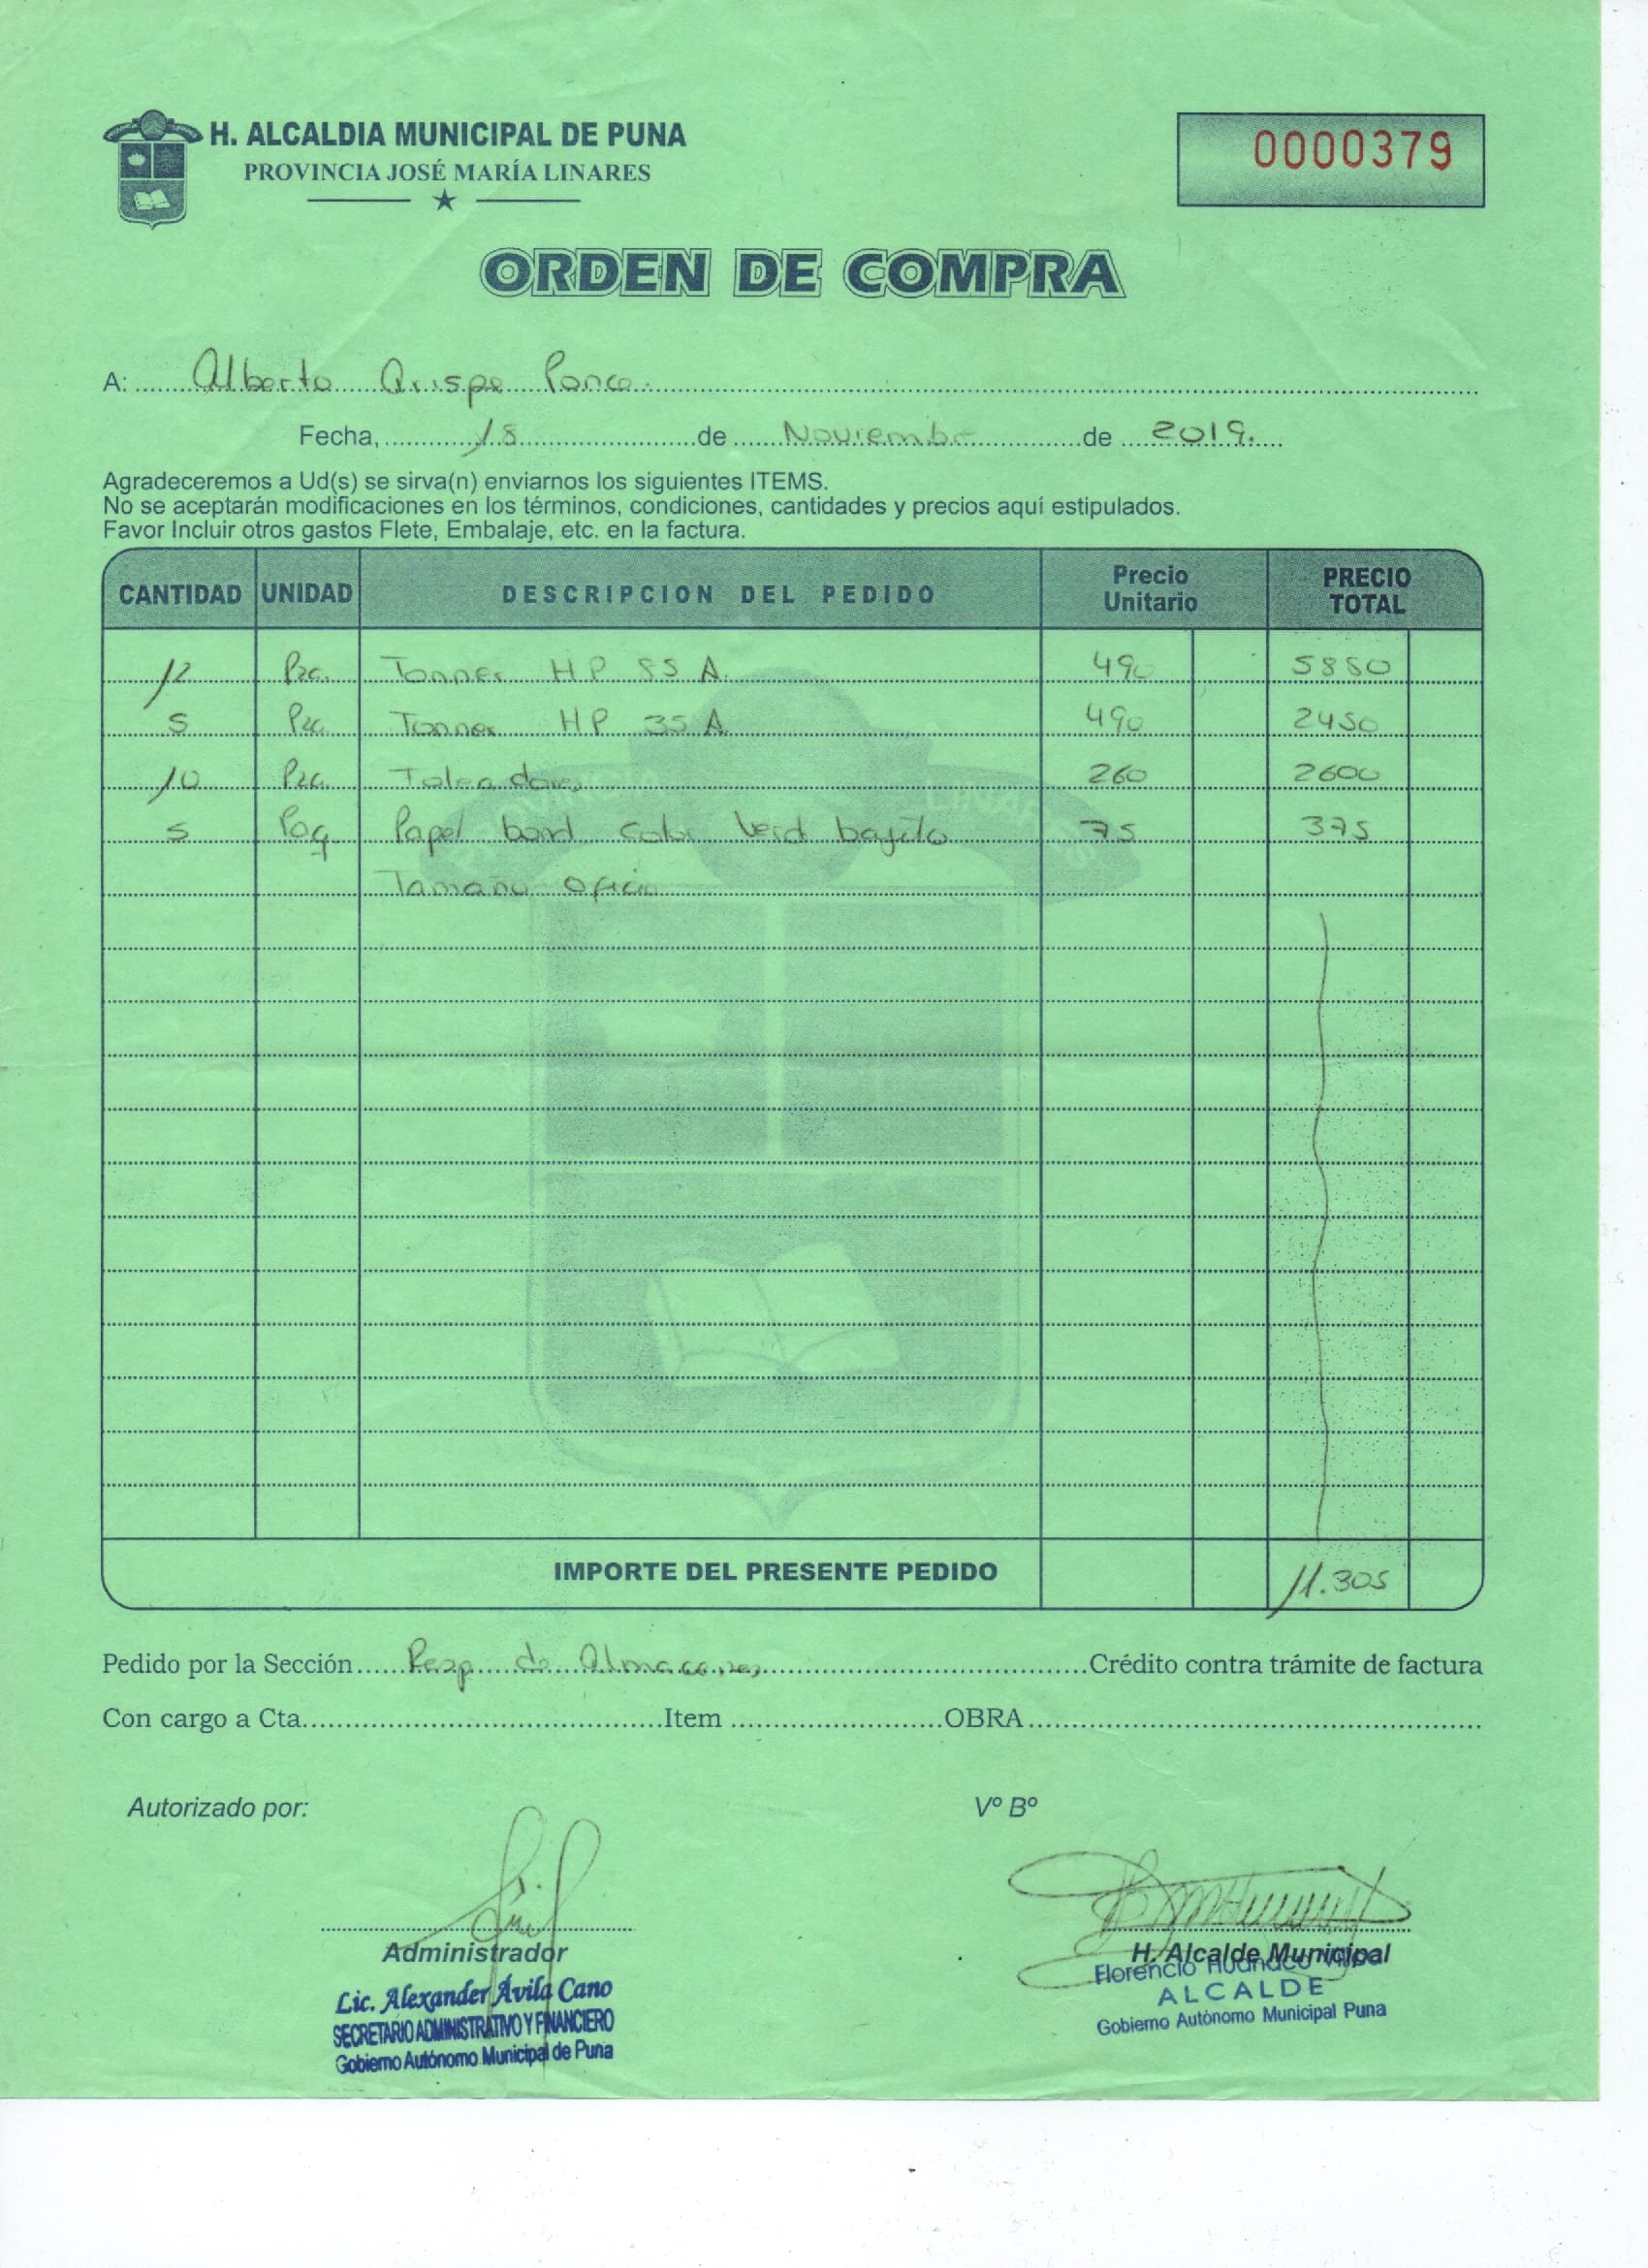 H. ALCALDIA MUNICIPAL DE PUNA
PROVINCIA JOSÉ MARÍA LINARES
0000379
ORDEN DE COMPRA
A: Alberto Crispe Ponce.
Fecha, 18 de Noviembre de 2019.
Agradeceremos a Ud(s) se sirva(n) enviarnos los siguientes ITEMS.
No se aceptarán modificaciones en los términos, condiciones, cantidades y precios aquí estipulados.
Favor Incluir otros gastos Flete, Embalaje, etc. en la factura.
CANTIDAD UNIDAD DESCRIPCION DEL PEDIDO Precio Unitario PRECIO TOTAL
12 Pza. Tonner HP 85 A. 490 5880
5 Pza. Tonner HP 35 A 490 2450
10 Pza. 260 2600
5 Paq Papel bond color verd bajito 75 375
Tamaño Oficio
IMPORTE DEL PRESENTE PEDIDO 11.305
Pedido por la Sección Resp. de Almacenes Crédito contra trámite de factura
Con cargo a Cta. Item OBRA
Autorizado por: Vº Bº
Administrador H. Alcalde Municipal
Lic. Alexander Ávila Cano
SECRETARIO ADMINISTRATIVO Y FINANCIERO
Gobierno Autónomo Municipal de Puna
Florencio Huanaco
ALCALDE
Gobierno Autónomo Municipal Puna